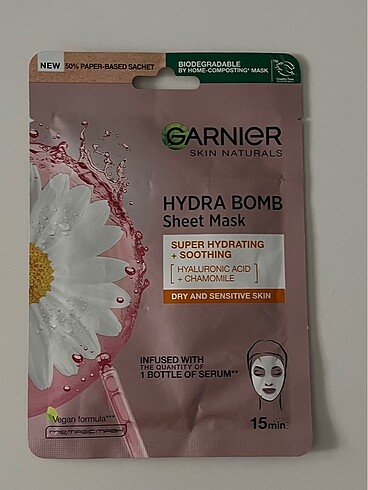 NEW 50% PAPER-BASED SACHET
BIODEGRADABLE
BY HOME-COMPOSTING* MASK
GARNIER
SKIN NATURALS
HYDRA BOMB
Sheet Mask
SUPER HYDRATING
+ SOOTHING
HYALURONIC ACID
+ CHAMOMILE
DRY AND SENSITIVE SKIN
INFUSED WITH
THE QUANTITY OF
1 BOTTLE OF SERUM**
Vegan formula***
15min